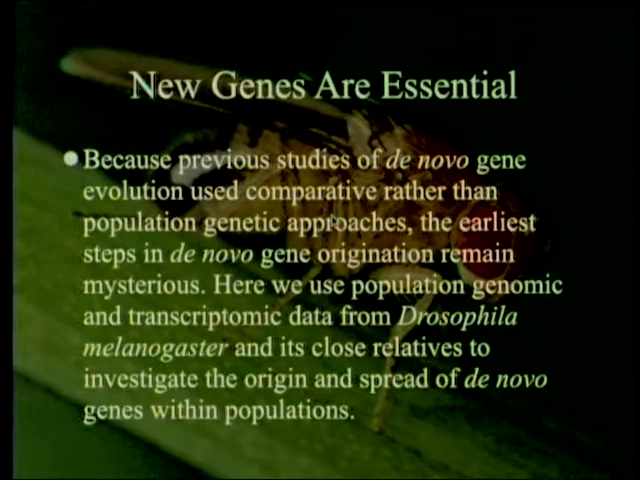 New Genes Are Essential
Because previous studies of de novo gene
evolution used comparative rather than
population genetic approaches, the earliest
steps in de novo gene origination remain
mysterious. Here we use population genomic
and transcriptomic data from Drosophila
melanogaster and its close relatives to
investigate the origin and spread of de novo
genes within populations.